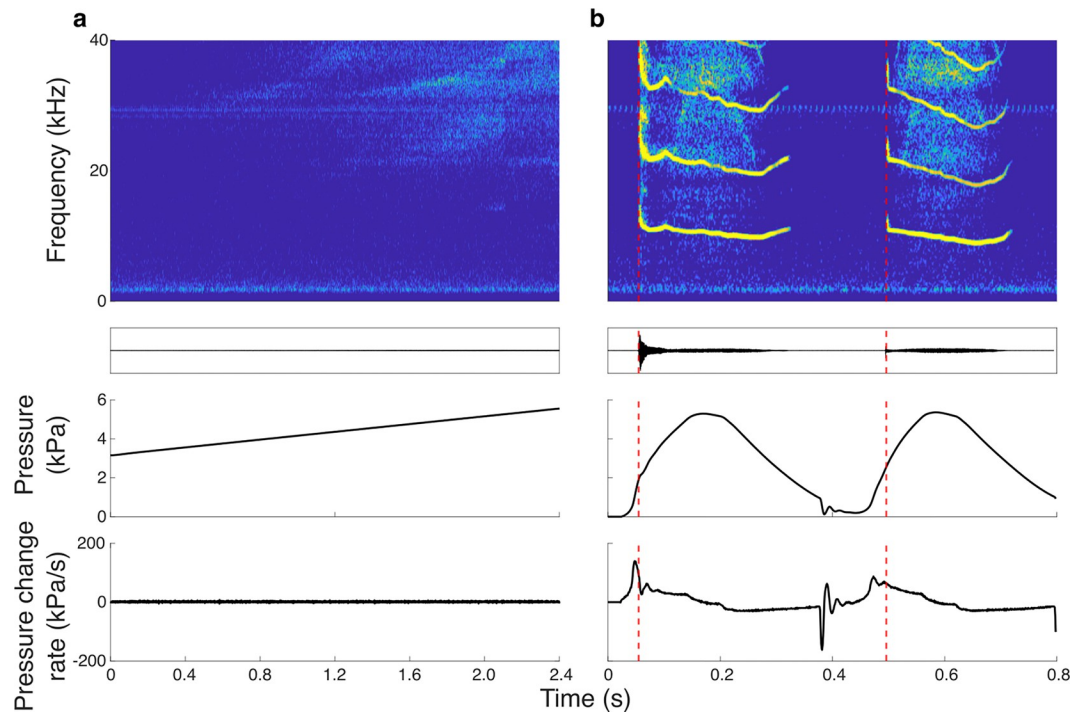 a
b
Frequency (kHz)
40
20
0
Pressure
(kPa)
6
4
2
0
Pressure change
rate (kPa/s)
200
0
-200
0
0.4
0.8
1.2
1.6
2.0
2.4
0
0.2
0.4
0.6
0.8
Time (s)